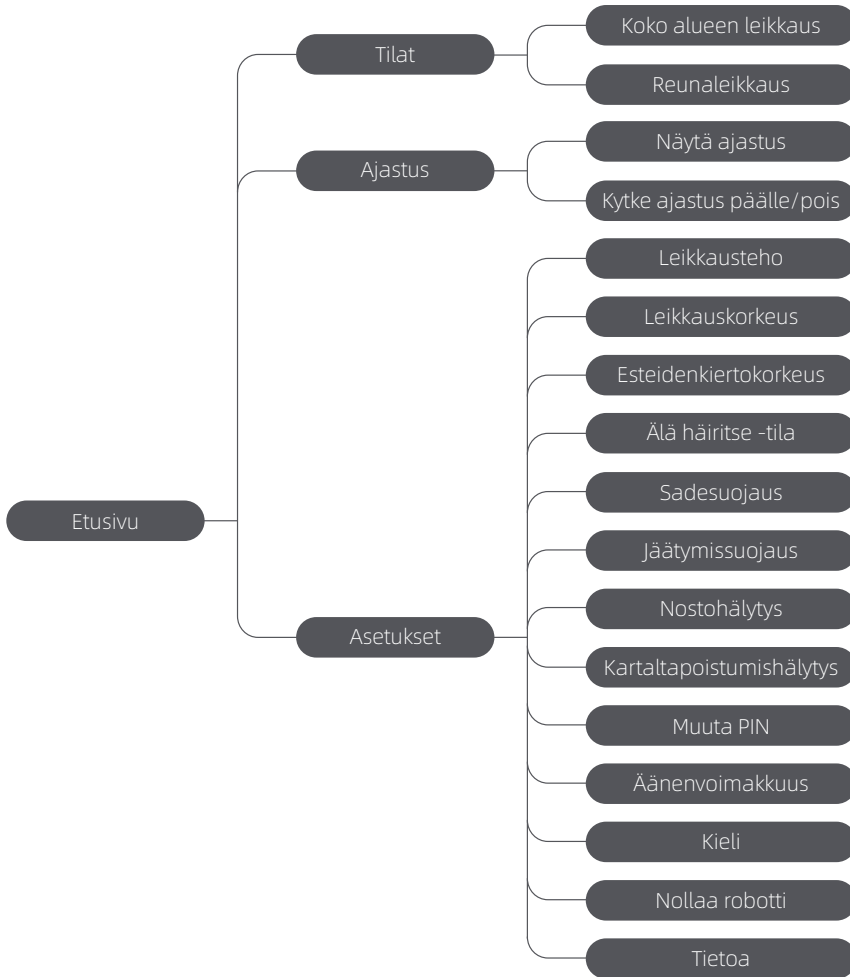 Etusivu
Tilat
Koko alueen leikkaus
Reunaleikkaus
Ajastus
Näytä ajastus
Kytke ajastus päälle/pois
Asetukset
Leikkausteho
Leikkauskorkeus
Esteidenkiertokorkeus
Älä häiritse -tila
Sadesuojaus
Jäätymissuojaus
Nostohälytys
Kartaltapoistumishälytys
Muuta PIN
Äänenvoimakkuus
Kieli
Nollaa robotti
Tietoa